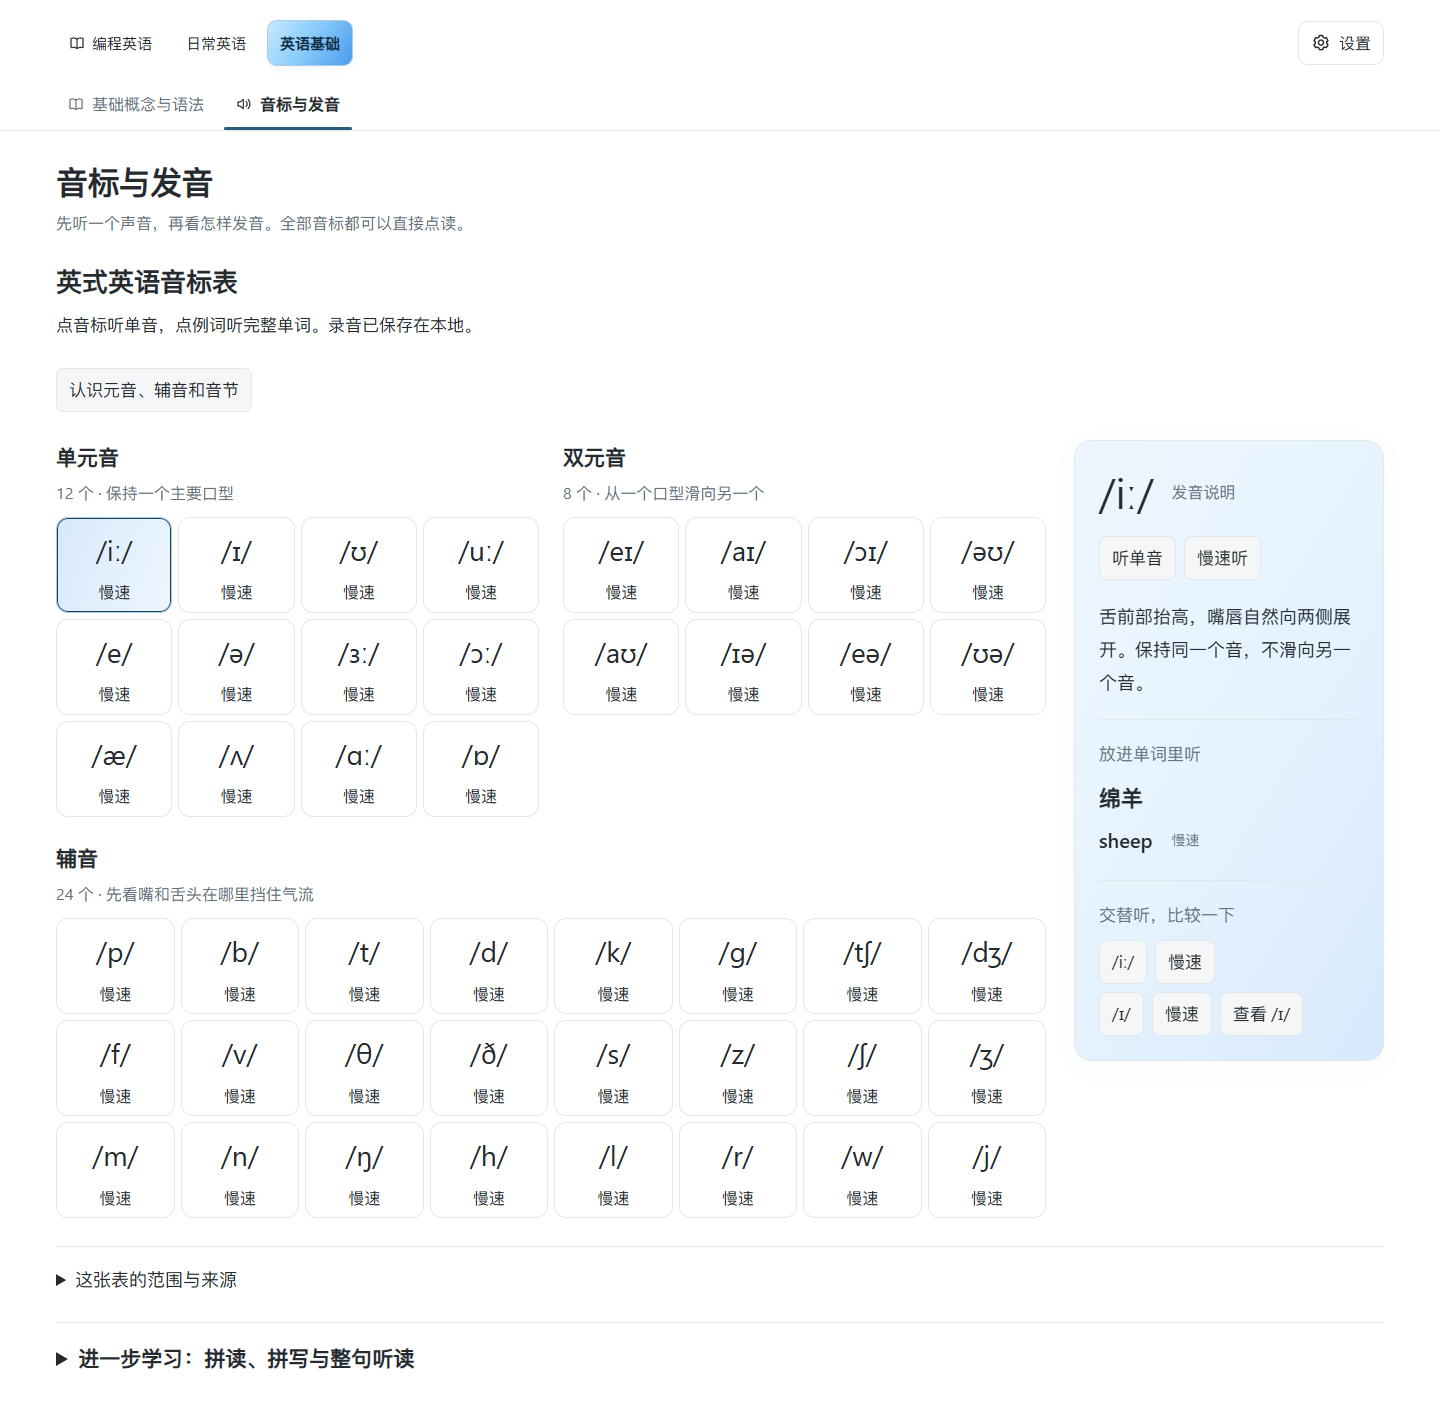 编程英语 日常英语 英语基础 设置
基础概念与语法 音标与发音
音标与发音
先听一个声音，再看怎样发音。全部音标都可以直接点读。
英式英语音标表
点音标听单音，点例词听完整单词。录音已保存在本地。
认识元音、辅音和音节
单元音
12 个 · 保持一个主要口型
/iː/ /ɪ/ /ʊ/ /uː/
慢速 慢速 慢速 慢速
/e/ /ə/ /ɜː/ /ɔː/
慢速 慢速 慢速 慢速
/æ/ /ʌ/ /ɑː/ /ɒ/
慢速 慢速 慢速 慢速
双元音
8 个 · 从一个口型滑向另一个
/eɪ/ /aɪ/ /ɔɪ/ /əʊ/
慢速 慢速 慢速 慢速
/aʊ/ /ɪə/ /eə/ /ʊə/
慢速 慢速 慢速 慢速
辅音
24 个 · 先看嘴和舌头在哪里挡住气流
/p/ /b/ /t/ /d/ /k/ /g/ /tʃ/ /dʒ/
慢速 慢速 慢速 慢速 慢速 慢速 慢速 慢速
/f/ /v/ /θ/ /ð/ /s/ /z/ /ʃ/ /ʒ/
慢速 慢速 慢速 慢速 慢速 慢速 慢速 慢速
/m/ /n/ /ŋ/ /h/ /l/ /r/ /w/ /j/
慢速 慢速 慢速 慢速 慢速 慢速 慢速 慢速
/iː/ 发音说明
听单音 慢速听
舌前部抬高，嘴唇自然向两侧展
开。保持同一个音，不滑向另一
个音。
放进单词里听
绵羊
sheep 慢速
交替听，比较一下
/iː/ 慢速
/ɪ/ 慢速 查看 /ɪ/
这张表的范围与来源
进一步学习：拼读、拼写与整句听读